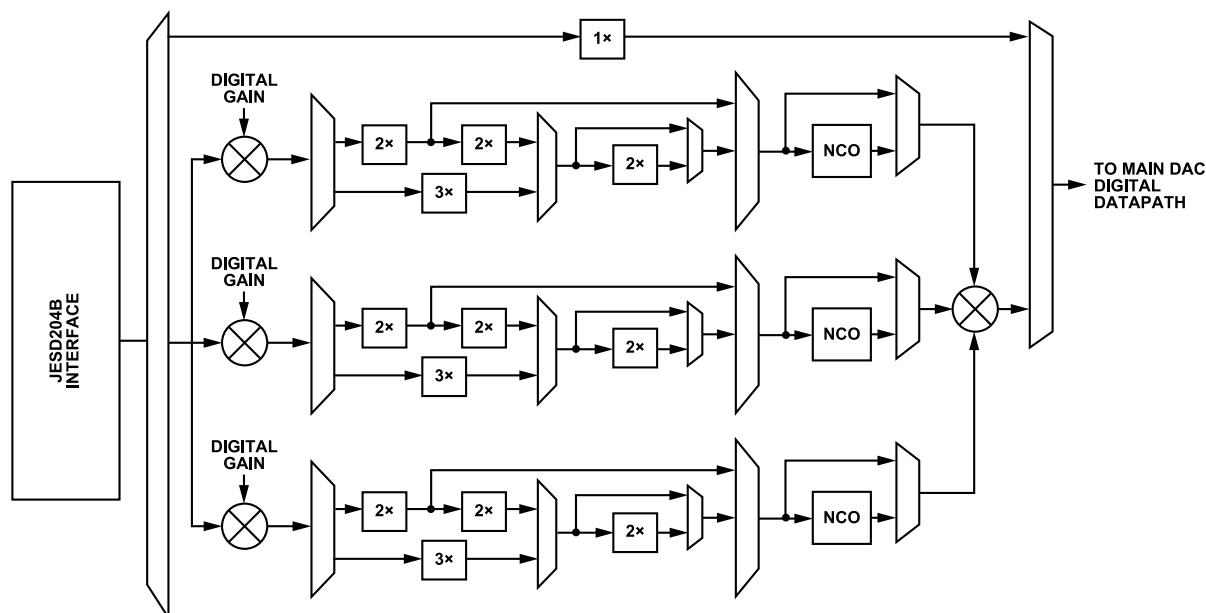 1×
DIGITAL
GAIN
2×
2×
2×
3×
NCO
TO MAIN DAC
DIGITAL
DATAPATH
JESD204B
INTERFACE
DIGITAL
GAIN
2×
2×
2×
3×
NCO
DIGITAL
GAIN
2×
2×
2×
3×
NCO